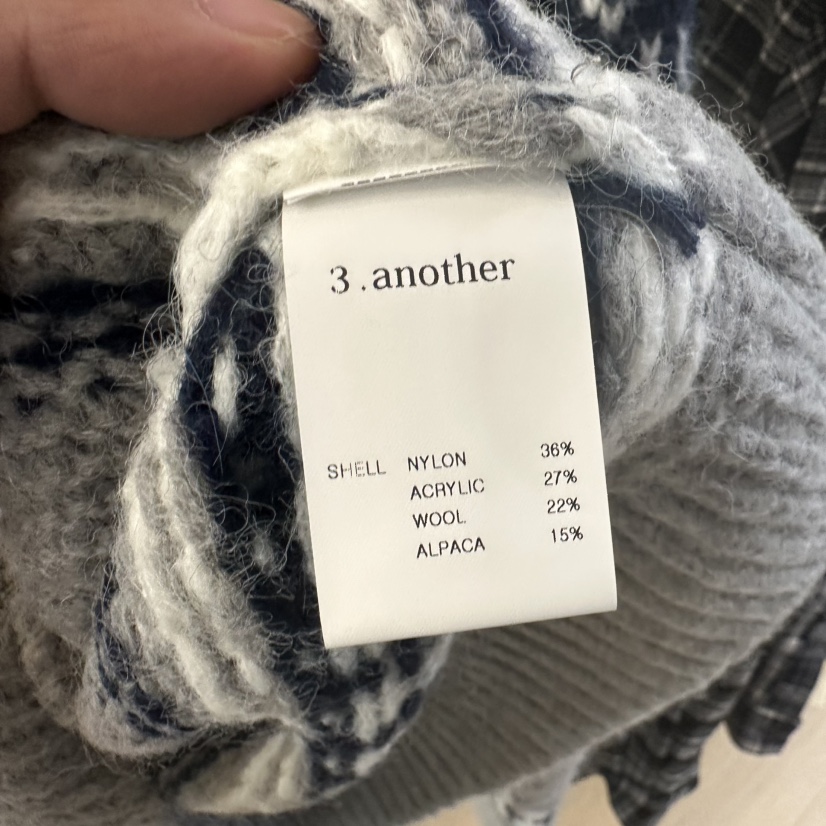 3.another
SHELL NYLON 36%
ACRYLIC 27%
WOOL 22%
ALPACA 15%